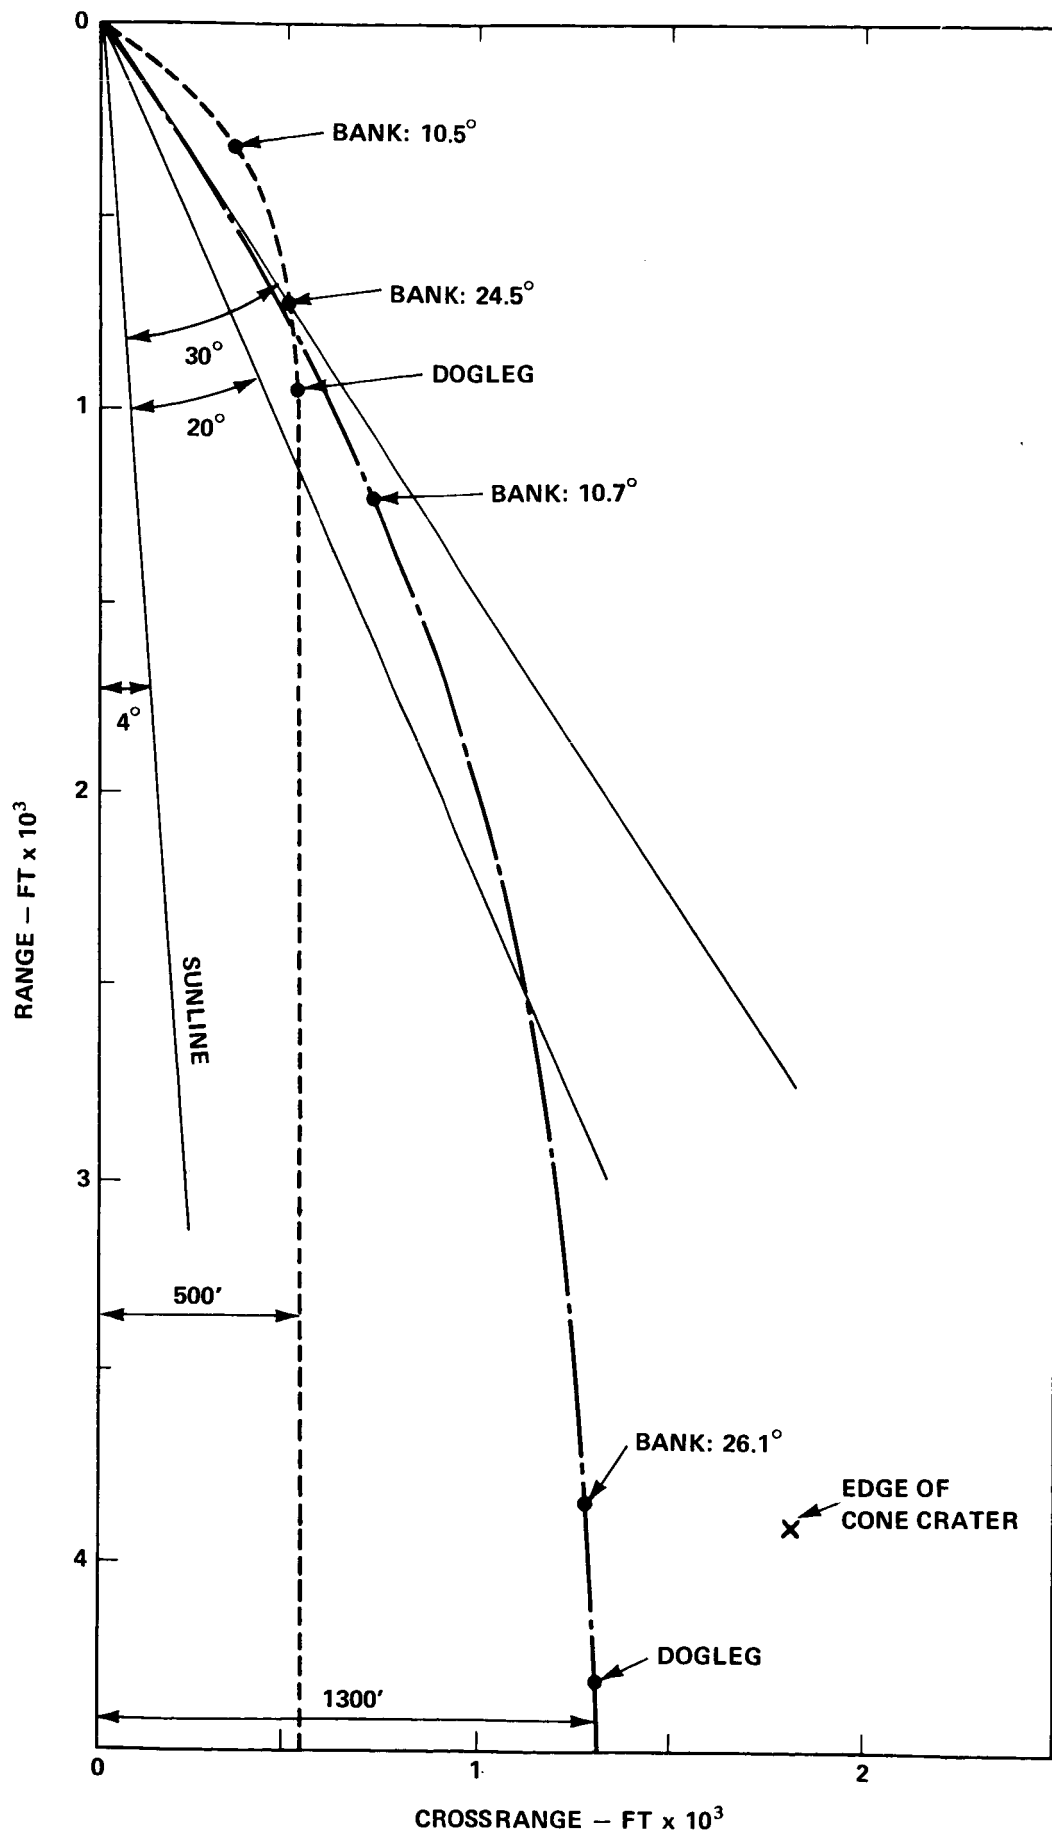 0
BANK: 10.5°
BANK: 24.5°
30°
DOGLEG
1
20°
BANK: 10.7°
4°
2
RANGE – FT x 10³
SUNLINE
3
500'
BANK: 26.1°
EDGE OF
CONE CRATER
4
DOGLEG
1300'
0
1
2
CROSSRANGE – FT x 10³